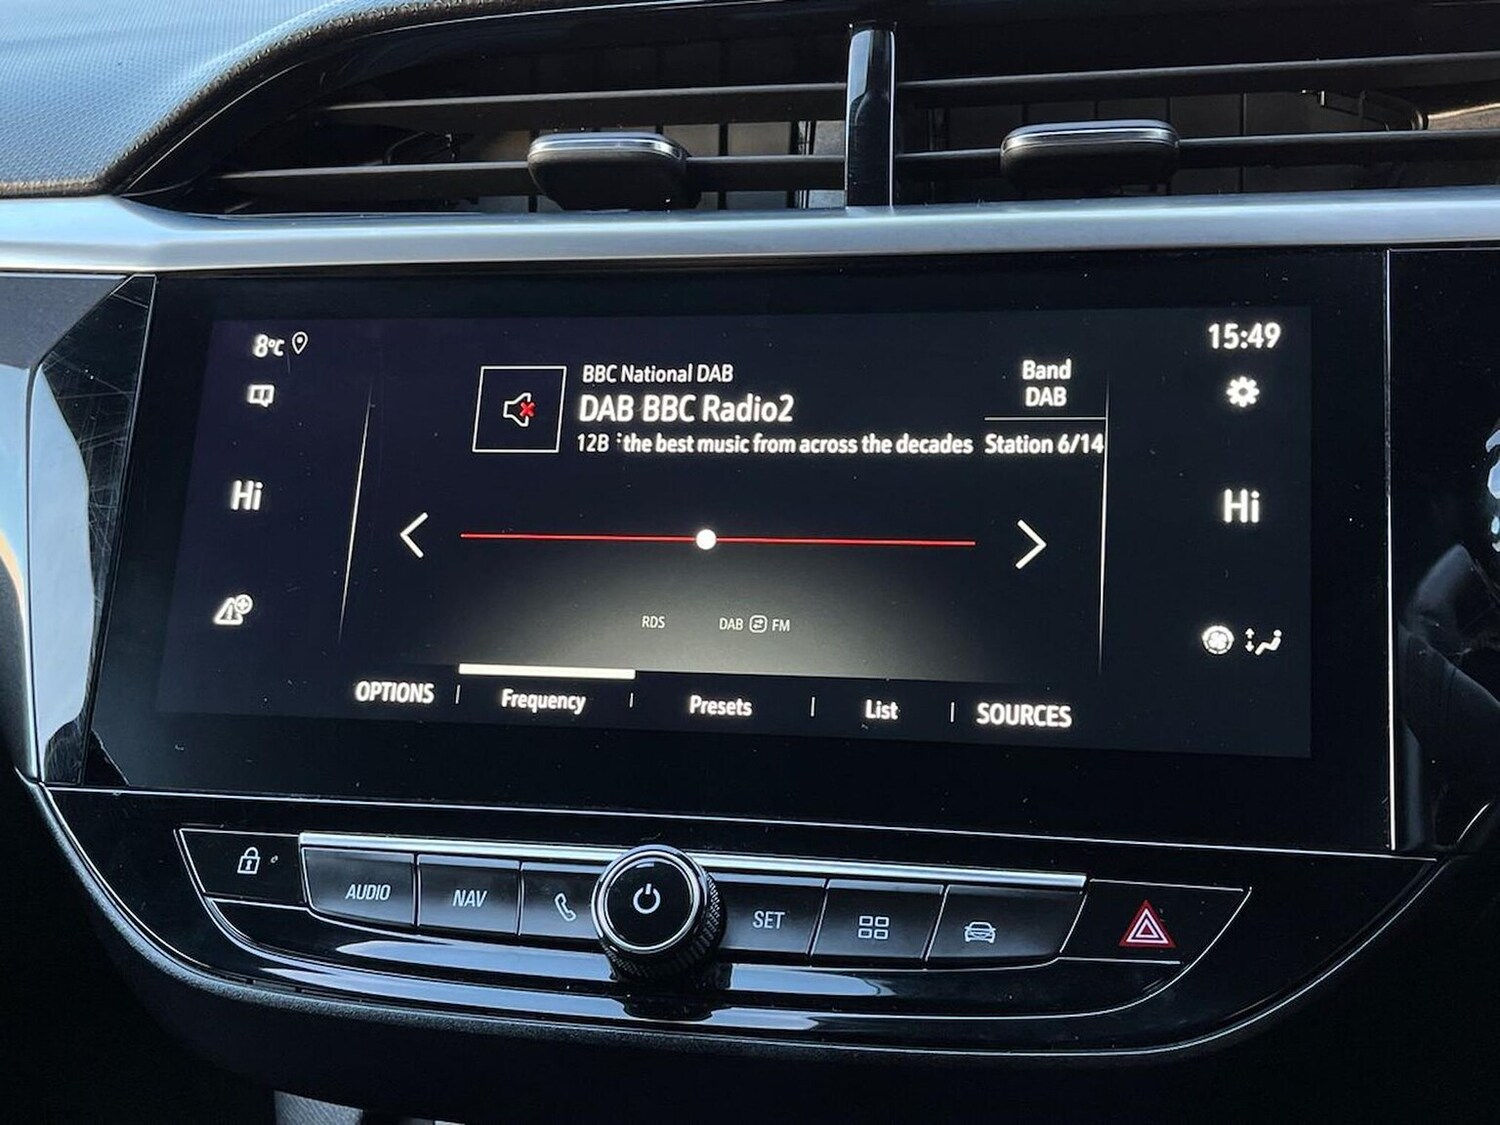 8°C
15:49
BBC National DAB
DAB BBC Radio2
12B : the best music from across the decades
Band
DAB
Station 6/14
Hi
Hi
RDS
DAB FM
OPTIONS
Frequency
Presets
List
SOURCES
AUDIO
NAV
SET